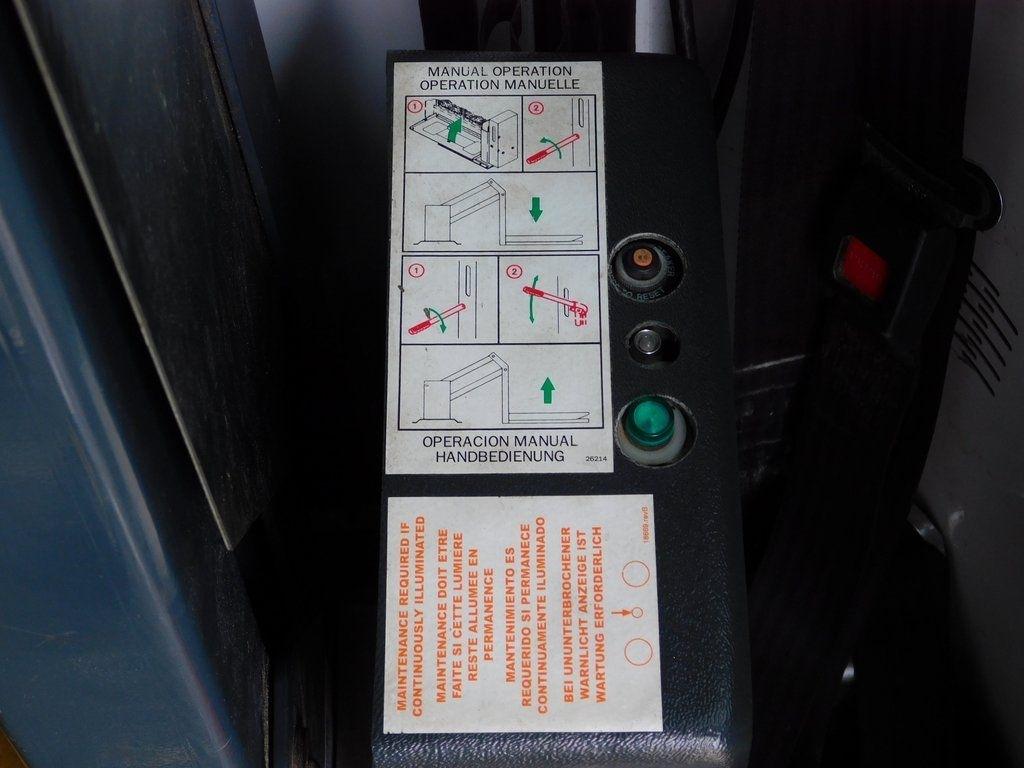 MANUAL OPERATION
OPERATION MANUELLE
1
2
1
2
OPERACION MANUAL
HANDBEDIENUNG
26214
RESET
MAINTENANCE REQUIRED IF
CONTINUOUSLY ILLUMINATED
MAINTENANCE DOIT ETRE
FAITE SI CETTE LUMIERE
RESTE ALLUMEE EN
PERMANENCE
MANTENIMIENTO ES
REQUERIDO SI PERMANECE
CONTINUAMENTE ILUMINADO
BEI UNUNTERBROCHENER
WARNLICHT ANZEIGE IST
WARTUNG ERFORDERLICH